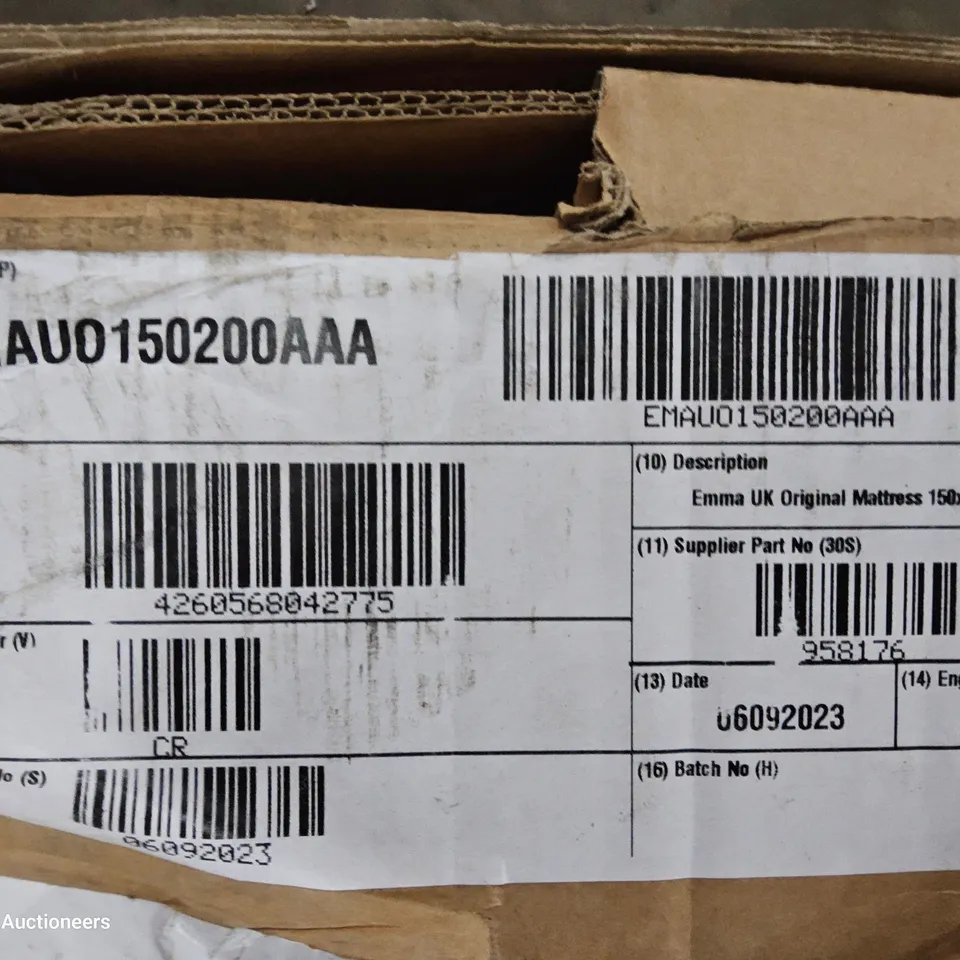 P)
AUO150200AAA
EMAUO150200AAA
(10) Description
Emma UK Original Mattress 150x
4260568042775
(11) Supplier Part No (30S)
958176
r (V)
CR
(13) Date
06092023
(14) Eng
(16) Batch No (H)
No (S)
06092023
Auctioneers